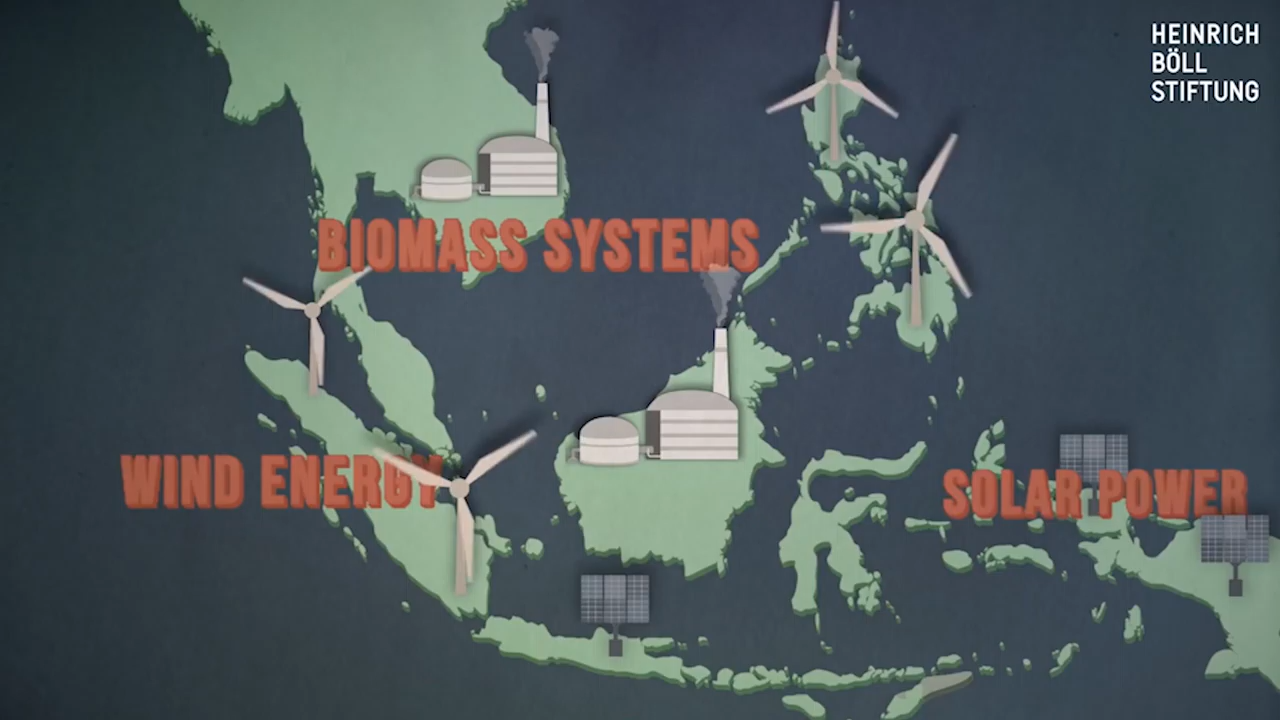 HEINRICH
BÖLL
STIFTUNG
BIOMASS SYSTEMS
WIND ENERGY
SOLAR POWER